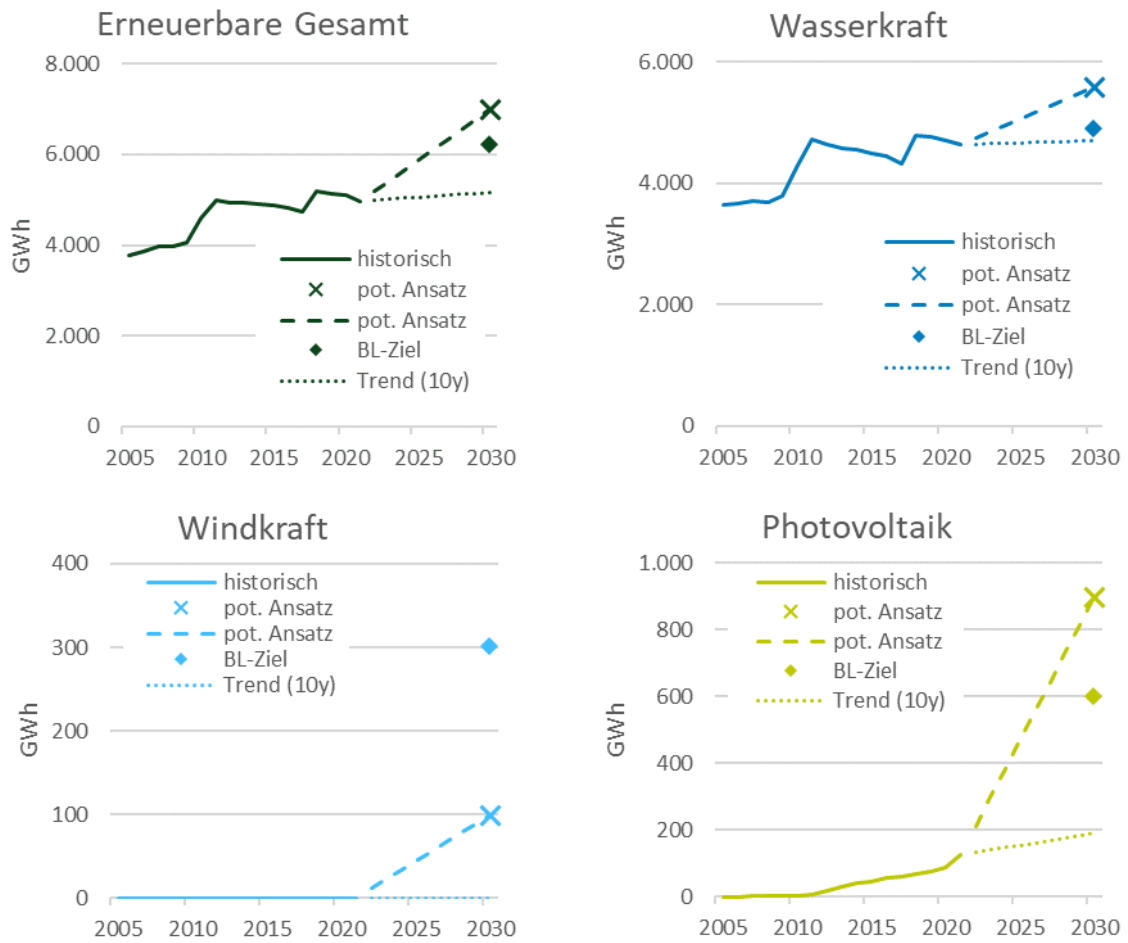 Erneuerbare Gesamt
8.000
6.000
4.000
2.000
0
GWh
historisch
pot. Ansatz
pot. Ansatz
BL-Ziel
Trend (10y)
2005 2010 2015 2020 2025 2030
Wasserkraft
6.000
4.000
2.000
0
GWh
historisch
pot. Ansatz
pot. Ansatz
BL-Ziel
Trend (10y)
2005 2010 2015 2020 2025 2030
Windkraft
400
300
200
100
0
GWh
historisch
pot. Ansatz
pot. Ansatz
BL-Ziel
Trend (10y)
2005 2010 2015 2020 2025 2030
Photovoltaik
1.000
800
600
400
200
0
GWh
historisch
pot. Ansatz
pot. Ansatz
BL-Ziel
Trend (10y)
2005 2010 2015 2020 2025 2030